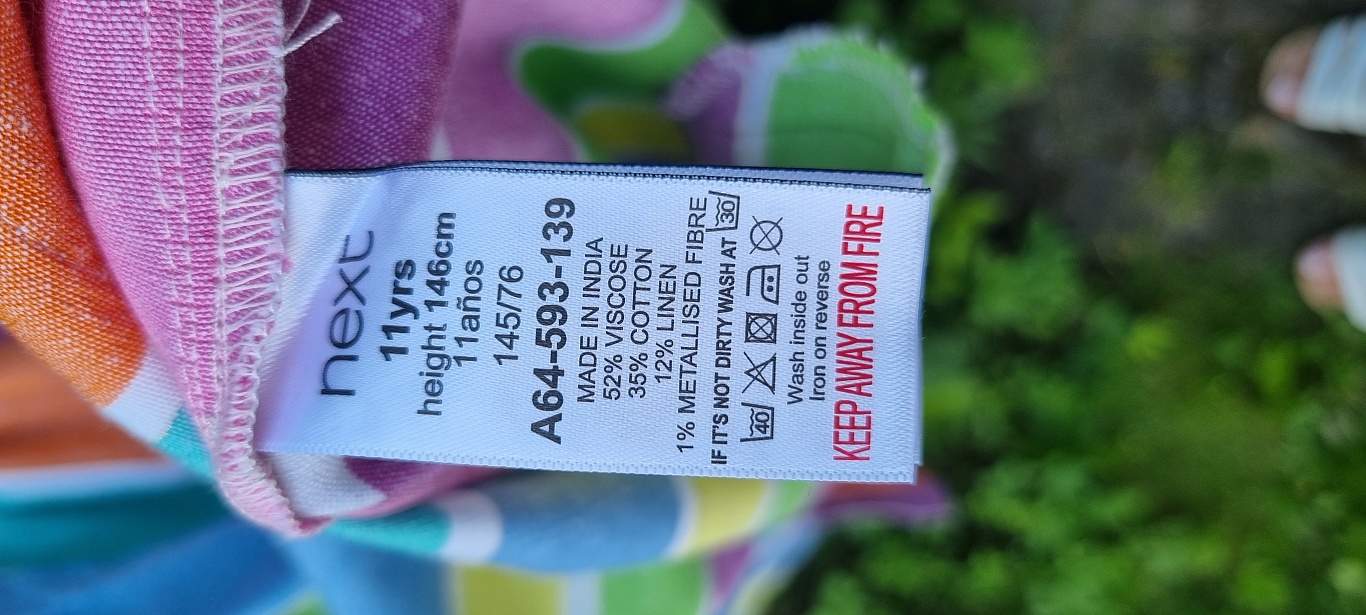 next
11yrs
height 146cm
11años
145/76
A64-593-139
MADE IN INDIA
52% VISCOSE
35% COTTON
12% LINEN
1% METALLISED FIBRE
IF IT'S NOT DIRTY WASH AT 30
40
Wash inside out
Iron on reverse
KEEP AWAY FROM FIRE